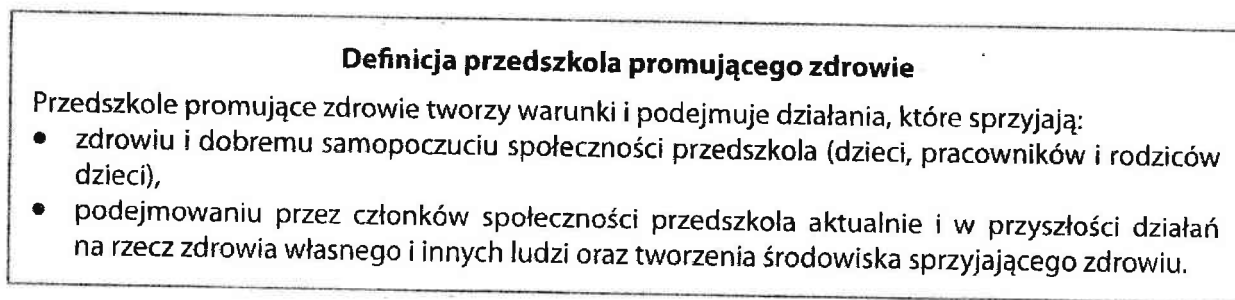 Definicja przedszkola promującego zdrowie
Przedszkole promujące zdrowie tworzy warunki i podejmuje działania, które sprzyjają:
• zdrowiu i dobremu samopoczuciu społeczności przedszkola (dzieci, pracowników i rodziców
dzieci),
• podejmowaniu przez członków społeczności przedszkola aktualnie i w przyszłości działań
na rzecz zdrowia własnego i innych ludzi oraz tworzenia środowiska sprzyjającego zdrowiu.